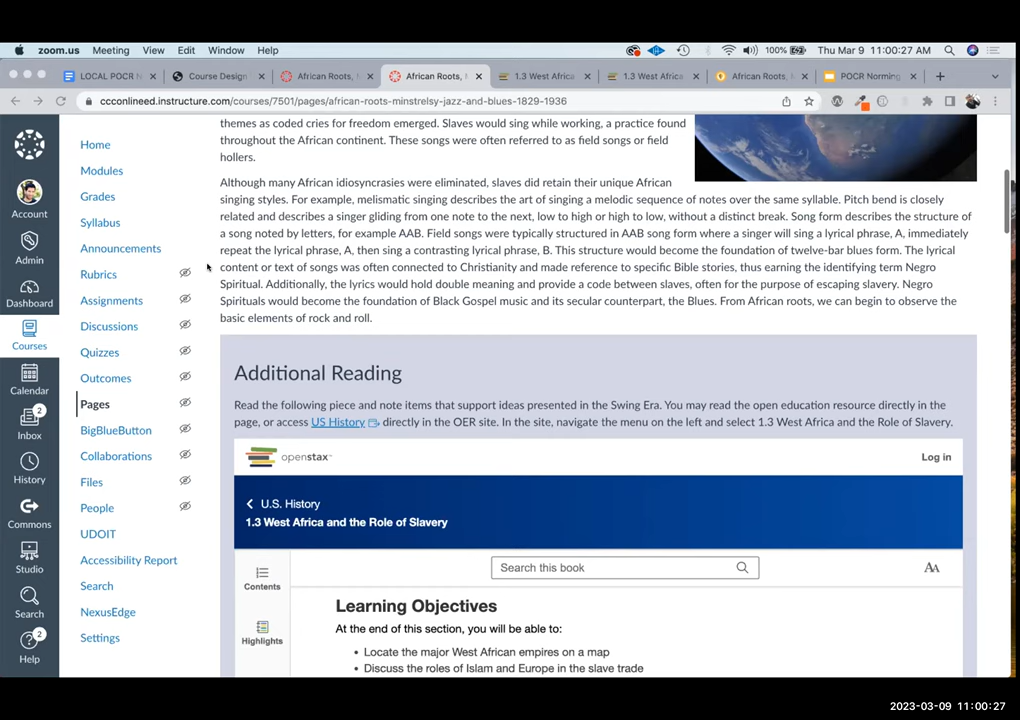 zoom.us Meeting View Edit Window Help 100% Thu Mar 9 11:00:27 AM
LOCAL POCR N Course Design African Roots, African Roots, 1.3 West Africa 1.3 West Africa African Roots, POCR Norming
ccconlineed.instructure.com/courses/7501/pages/african-roots-minstrelsy-jazz-and-blues-1829-1936
Account
Admin
Dashboard
Courses
Calendar
2
Inbox
History
Commons
Studio
Search
2
Help
Home
Modules
Grades
Syllabus
Announcements
Rubrics
Assignments
Discussions
Quizzes
Outcomes
Pages
BigBlueButton
Collaborations
Files
People
UDOIT
Accessibility Report
Search
NexusEdge
Settings
themes as coded cries for freedom emerged. Slaves would sing while working, a practice found
throughout the African continent. These songs were often referred to as field songs or field
hollers.
Although many African idiosyncrasies were eliminated, slaves did retain their unique African
singing styles. For example, melismatic singing describes the art of singing a melodic sequence of notes over the same syllable. Pitch bend is closely
related and describes a singer gliding from one note to the next, low to high or high to low, without a distinct break. Song form describes the structure of
a song noted by letters, for example AAB. Field songs were typically structured in AAB song form where a singer will sing a lyrical phrase, A, immediately
repeat the lyrical phrase, A, then sing a contrasting lyrical phrase, B. This structure would become the foundation of twelve-bar blues form. The lyrical
content or text of songs was often connected to Christianity and made reference to specific Bible stories, thus earning the identifying term Negro
Spiritual. Additionally, the lyrics would hold double meaning and provide a code between slaves, often for the purpose of escaping slavery. Negro
Spirituals would become the foundation of Black Gospel music and its secular counterpart, the Blues. From African roots, we can begin to observe the
basic elements of rock and roll.
Additional Reading
Read the following piece and note items that support ideas presented in the Swing Era. You may read the open education resource directly in the
page, or access US History directly in the OER site. In the site, navigate the menu on the left and select 1.3 West Africa and the Role of Slavery.
openstax Log in
U.S. History
1.3 West Africa and the Role of Slavery
Search this book
AA
Contents
Highlights
Learning Objectives
At the end of this section, you will be able to:
• Locate the major West African empires on a map
• Discuss the roles of Islam and Europe in the slave trade
2023-03-09 11:00:27